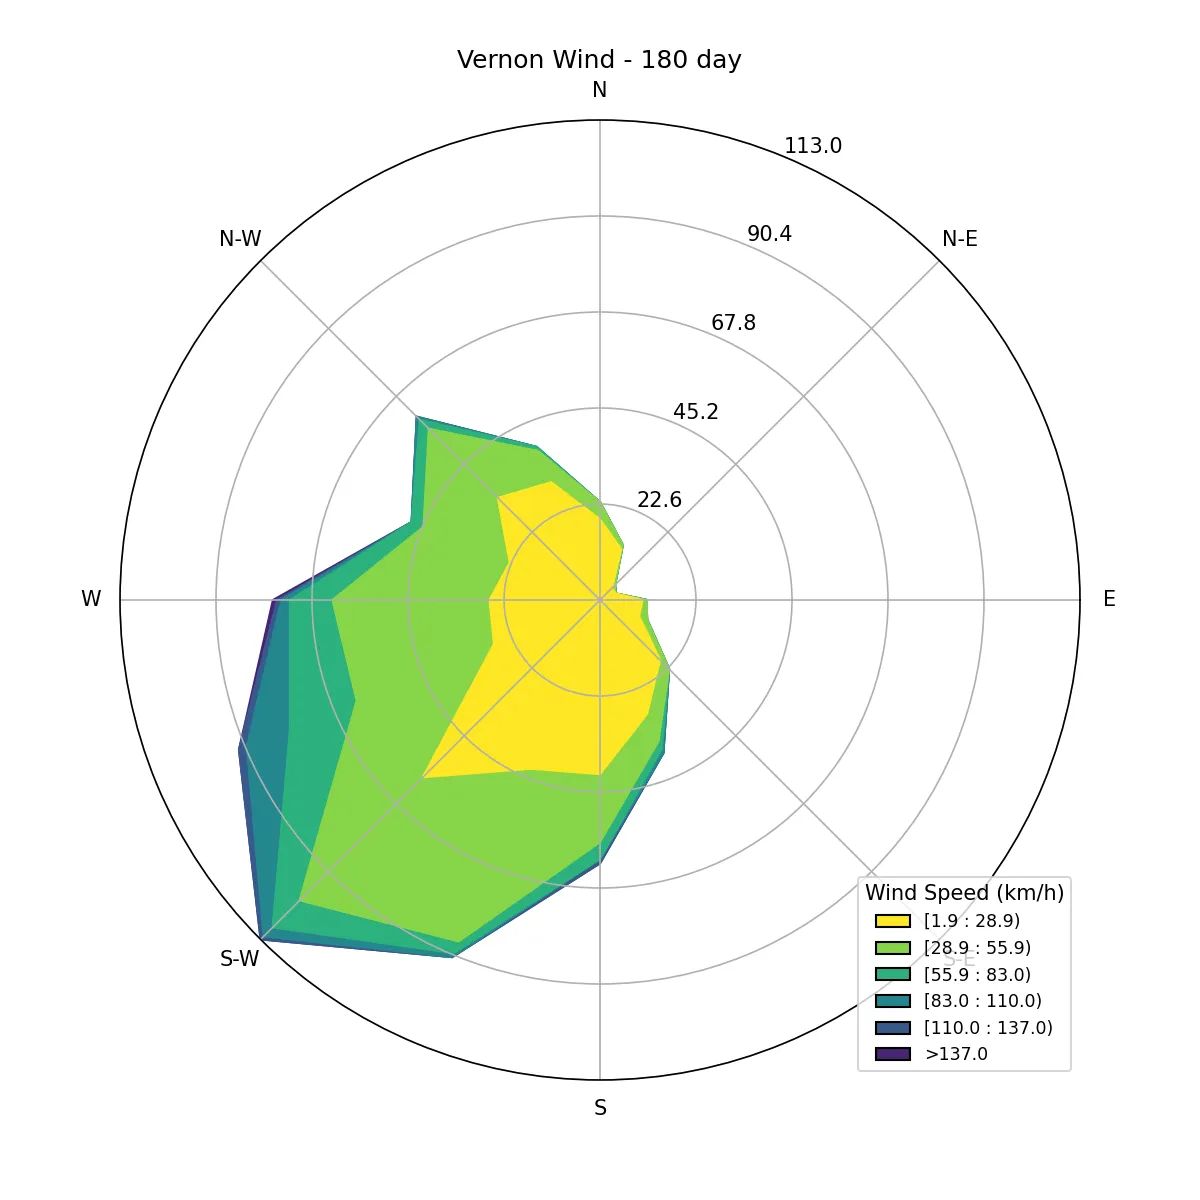 Vernon Wind - 180 day
N
113.0
N-W
N-E
90.4
67.8
45.2
22.6
W
E
S-W
S-E
S
Wind Speed (km/h)
[1.9 : 28.9)
[28.9 : 55.9)
[55.9 : 83.0)
[83.0 : 110.0)
[110.0 : 137.0)
>137.0